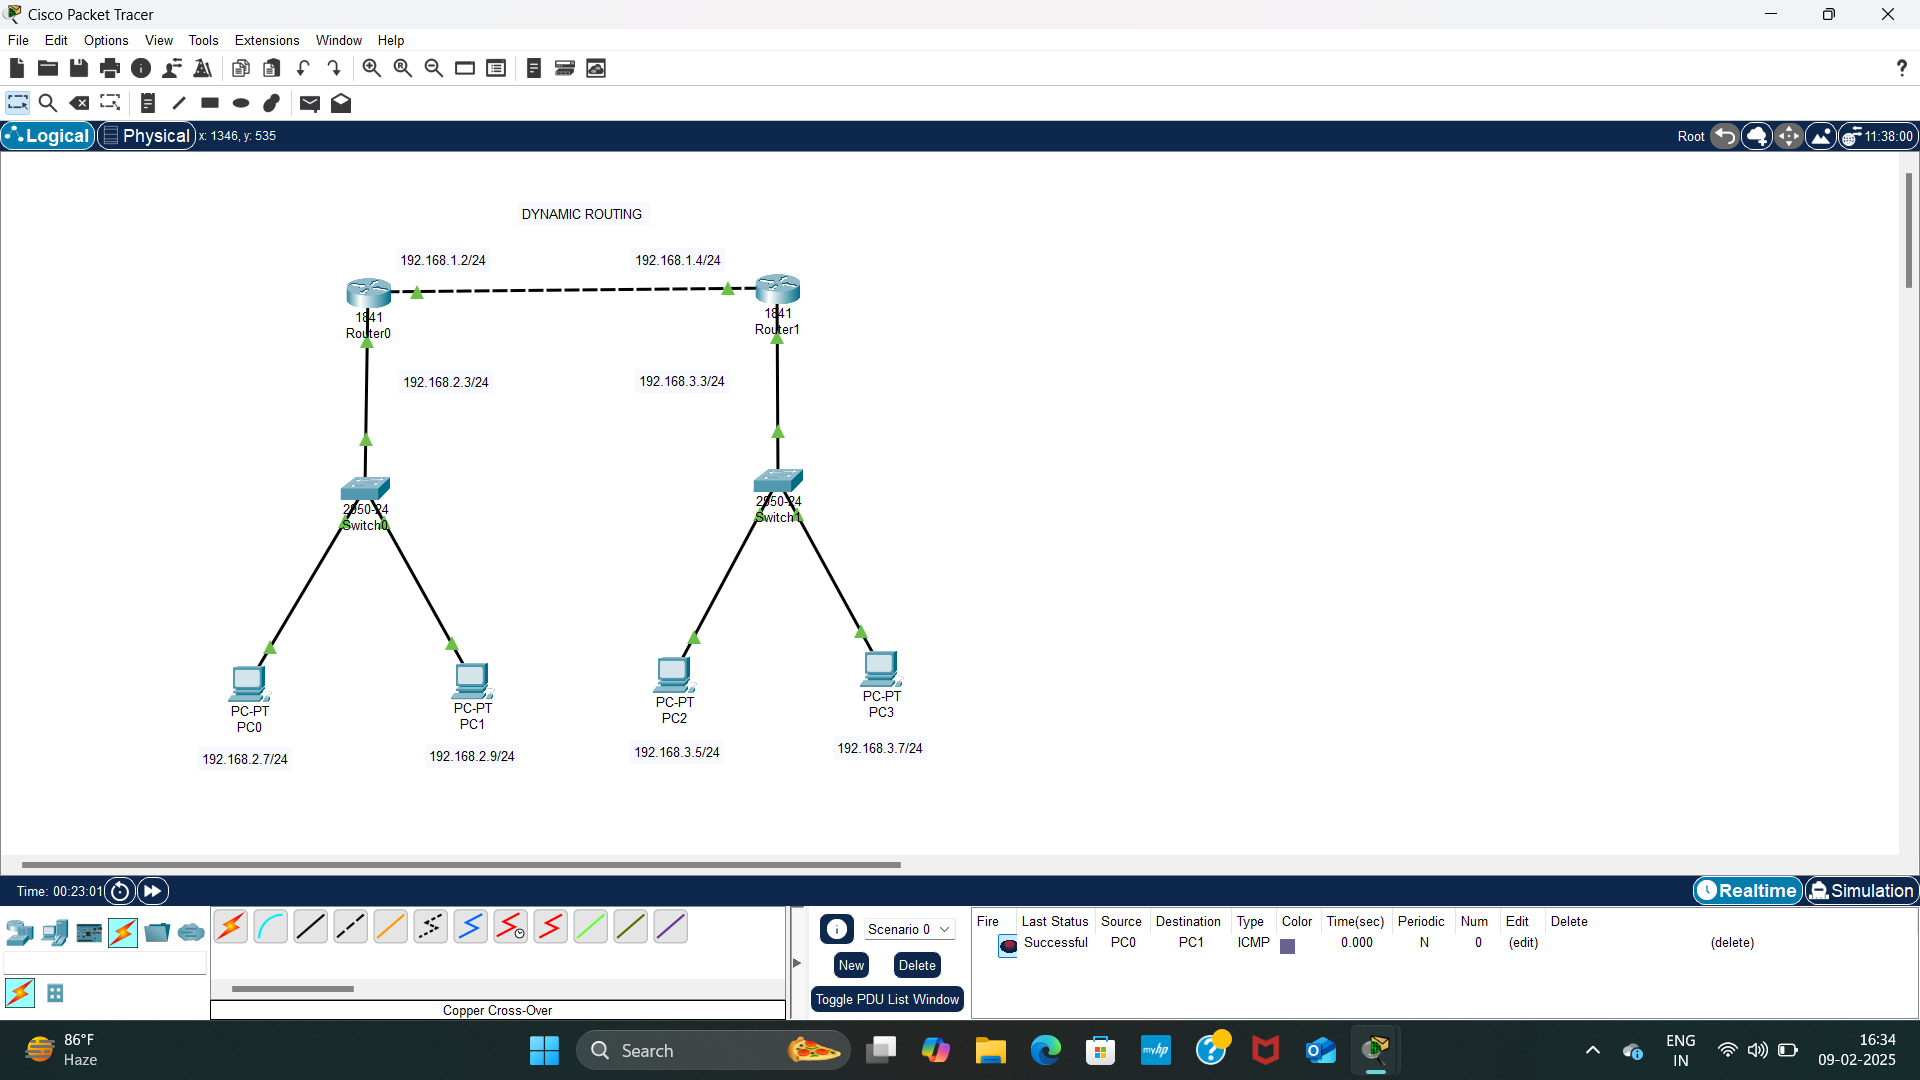 Cisco Packet Tracer
File Edit Options View Tools Extensions Window Help
?
Logical Physical x: 1346, y: 535 Root 11:38:00
DYNAMIC ROUTING
192.168.1.2/24 192.168.1.4/24
1841 1841
Router0 Router1
192.168.2.3/24 192.168.3.3/24
2950-24 2950-24
Switch0 Switch1
PC-PT PC-PT PC-PT PC-PT
PC0 PC1 PC2 PC3
192.168.2.7/24 192.168.2.9/24 192.168.3.5/24 192.168.3.7/24
Time: 00:23:01 Realtime Simulation
Scenario 0
New Delete
Toggle PDU List Window
Fire Last Status Source Destination Type Color Time(sec) Periodic Num Edit Delete
Successful PC0 PC1 ICMP 0.000 N 0 (edit) (delete)
Copper Cross-Over
86°F
Haze
Search
myhp
ENG
IN
16:34
09-02-2025